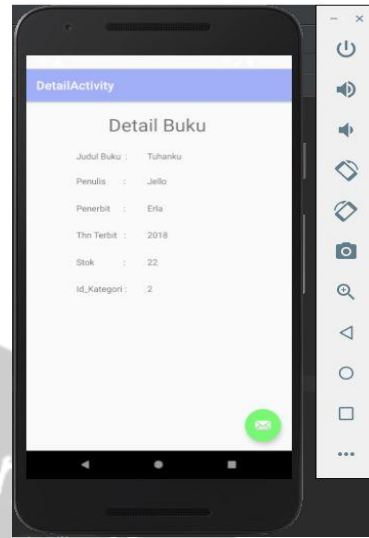 DetailActivity
Detail Buku
Judul Buku : Tuhanku
Penulis : Jello
Penerbit : Erla
Thn Terbit : 2018
Stok : 22
Id_Kategori : 2